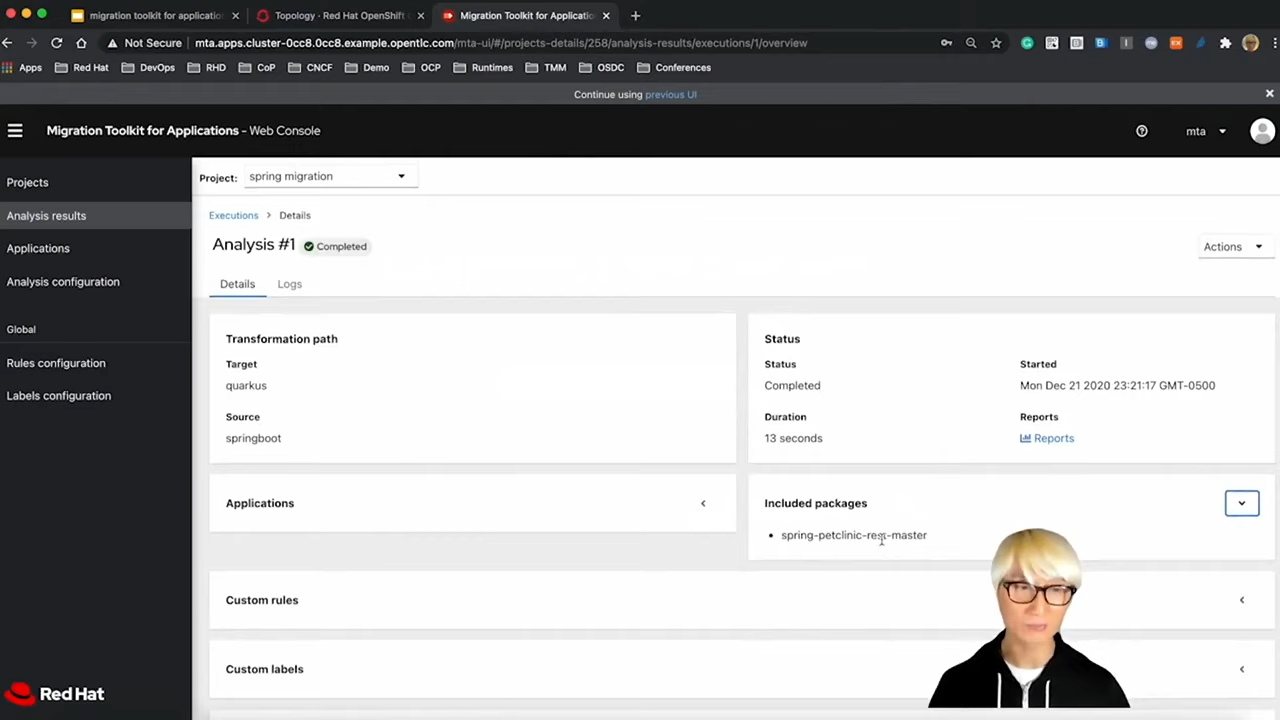 migration toolkit for applicatio
Topology · Red Hat OpenShift
Migration Toolkit for Applicatio
Not Secure
mta.apps.cluster-0cc8.0cc8.example.opentlc.com/mta-ui/#/projects-details/258/analysis-results/executions/1/overview
Apps
Red Hat
DevOps
RHD
CoP
CNCF
Demo
OCP
Runtimes
TMM
OSDC
Conferences
Continue using previous UI
Migration Toolkit for Applications - Web Console
mta
Projects
Analysis results
Applications
Analysis configuration
Global
Rules configuration
Labels configuration
Project: spring migration
Executions > Details
Analysis #1 Completed
Actions
Details
Logs
Transformation path
Target
quarkus
Source
springboot
Status
Status
Completed
Started
Mon Dec 21 2020 23:21:17 GMT-0500
Duration
13 seconds
Reports
Reports
Applications
Included packages
spring-petclinic-rest-master
Custom rules
Custom labels
Red Hat